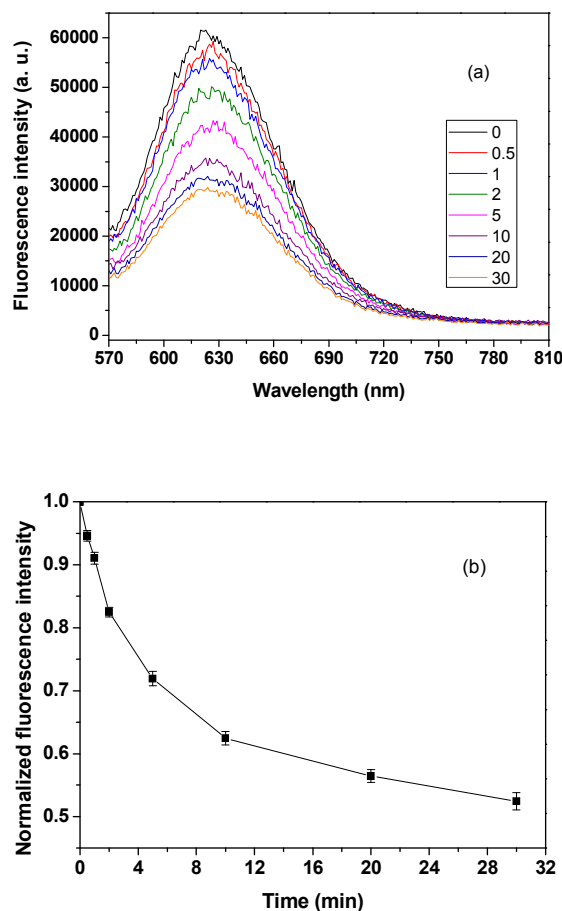 60000
50000
40000
30000
20000
10000
0
Fluorescence intensity (a. u.)
(a)
0
0.5
1
2
5
10
20
30
570 600 630 660 690 720 750 780 810
Wavelength (nm)
1.0
0.9
0.8
0.7
0.6
0.5
Normalized fluorescence intensity
(b)
0 4 8 12 16 20 24 28 32
Time (min)